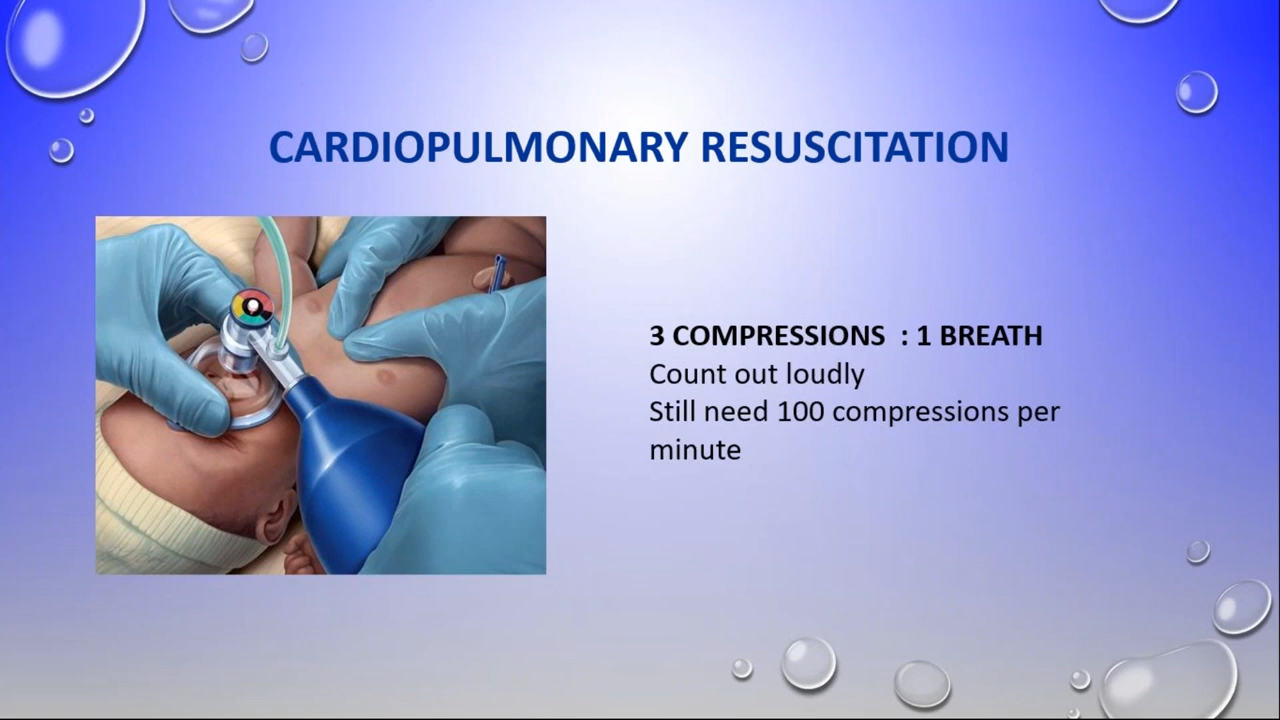 CARDIOPULMONARY RESUSCITATION
3 COMPRESSIONS : 1 BREATH
Count out loudly
Still need 100 compressions per
minute